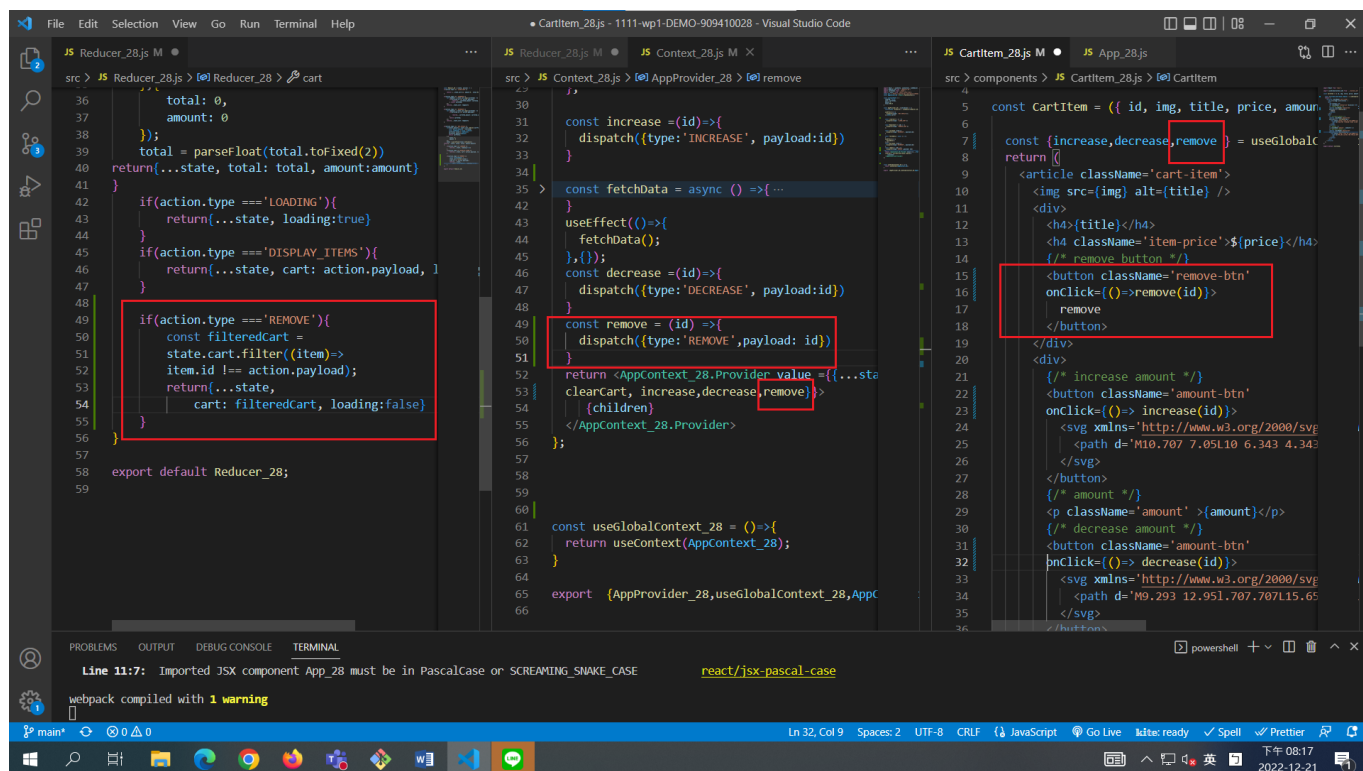 File Edit Selection View Go Run Terminal Help
● CartItem_28.js - 1111-wp1-DEMO-909410028 - Visual Studio Code
JS Reducer_28.js M ●
src > JS Reducer_28.js > Reducer_28 > cart
36 total: 0,
37 amount: 0
38 });
39 total = parseFloat(total.toFixed(2))
40 return{...state, total: total, amount:amount}
41 }
42 if(action.type ==='LOADING'){
43 return{...state, loading:true}
44 }
45 if(action.type ==='DISPLAY_ITEMS'){
46 return{...state, cart: action.payload, l
47 }
48
49 if(action.type ==='REMOVE'){
50 const filteredCart =
51 state.cart.filter((item)=>
52 item.id !== action.payload);
53 return{...state,
54 cart: filteredCart, loading:false}
55 }
56 }
57
58 export default Reducer_28;
59
JS Reducer_28.js M ● JS Context_28.js M ×
src > JS Context_28.js > AppProvider_28 > remove
29 };
30
31 const increase =(id)=>{
32 dispatch({type:'INCREASE', payload:id})
33 }
34
35 > const fetchData = async () =>{ ···
42 }
43 useEffect(()=>{
44 fetchData();
45 },{});
46 const decrease =(id)=>{
47 dispatch({type:'DECREASE', payload:id})
48 }
49 const remove = (id) =>{
50 dispatch({type:'REMOVE',payload: id})
51 }
52 return <AppContext_28.Provider value ={{...sta
53 clearCart, increase,decrease,remove}}>
54 {children}
55 </AppContext_28.Provider>
56 };
57
58
59
60
61 const useGlobalContext_28 = ()=>{
62 return useContext(AppContext_28);
63 }
64
65 export {AppProvider_28,useGlobalContext_28,AppC
66
JS CartItem_28.js M ● JS App_28.js
src > components > JS CartItem_28.js > CartItem
4
5 const CartItem = ({ id, img, title, price, amoun
6
7 const {increase,decrease,remove } = useGlobalC
8 return (
9 <article className='cart-item'>
10 <img src={img} alt={title} />
11 <div>
12 <h4>{title}</h4>
13 <h4 className='item-price'>${price}</h4>
14 {/* remove button */}
15 <button className='remove-btn'
16 onClick={()=>remove(id)}>
17 remove
18 </button>
19 </div>
20 <div>
21 {/* increase amount */}
22 <button className='amount-btn'
23 onClick={()=> increase(id)}>
24 <svg xmlns='http://www.w3.org/2000/svg
25 <path d='M10.707 7.05L10 6.343 4.343
26 </svg>
27 </button>
28 {/* amount */}
29 <p className='amount' >{amount}</p>
30 {/* decrease amount */}
31 <button className='amount-btn'
32 onClick={()=> decrease(id)}>
33 <svg xmlns='http://www.w3.org/2000/svg
34 <path d='M9.293 12.95l.707.707L15.65
35 </svg>
36 </button>
PROBLEMS OUTPUT DEBUG CONSOLE TERMINAL
powershell
Line 11:7: Imported JSX component App_28 must be in PascalCase or SCREAMING_SNAKE_CASE react/jsx-pascal-case
webpack compiled with 1 warning
main* 0 0
Ln 32, Col 9 Spaces: 2 UTF-8 CRLF JavaScript Go Live kite: ready Spell Prettier
英 下午 08:17
2022-12-21